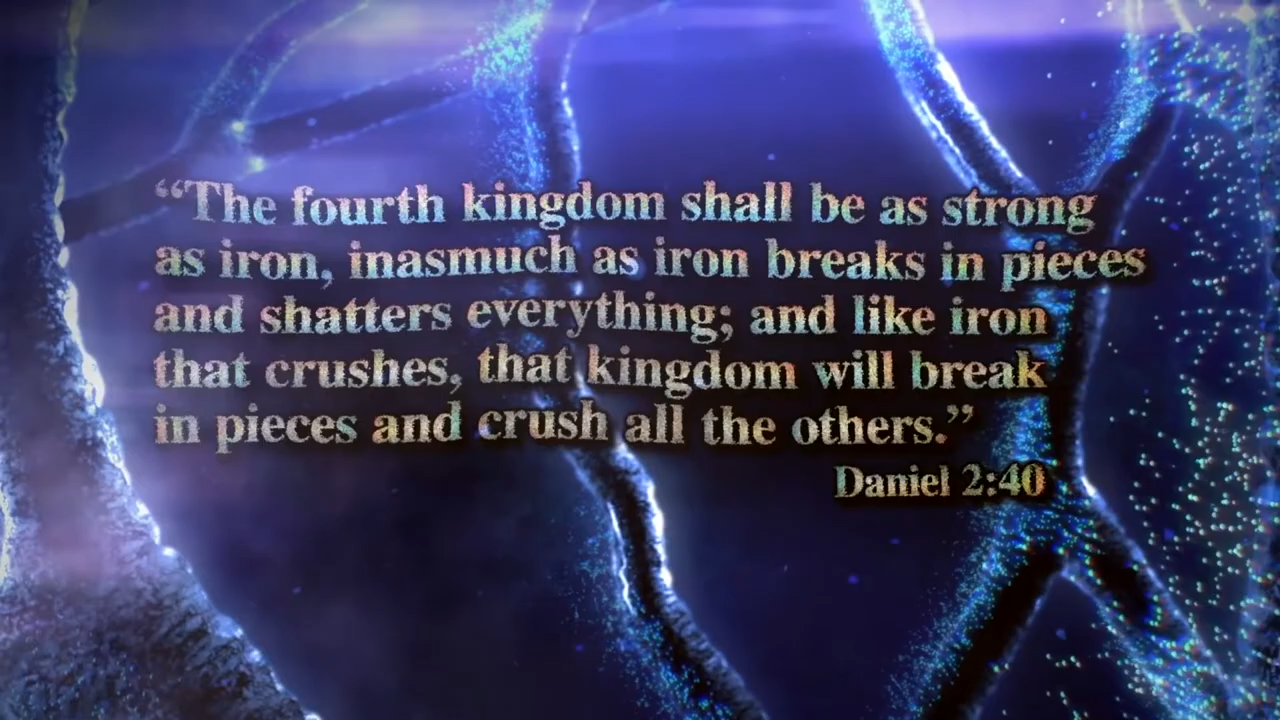 “The fourth kingdom shall be as strong
as iron, inasmuch as iron breaks in pieces
and shatters everything; and like iron
that crushes, that kingdom will break
in pieces and crush all the others.”
Daniel 2:40